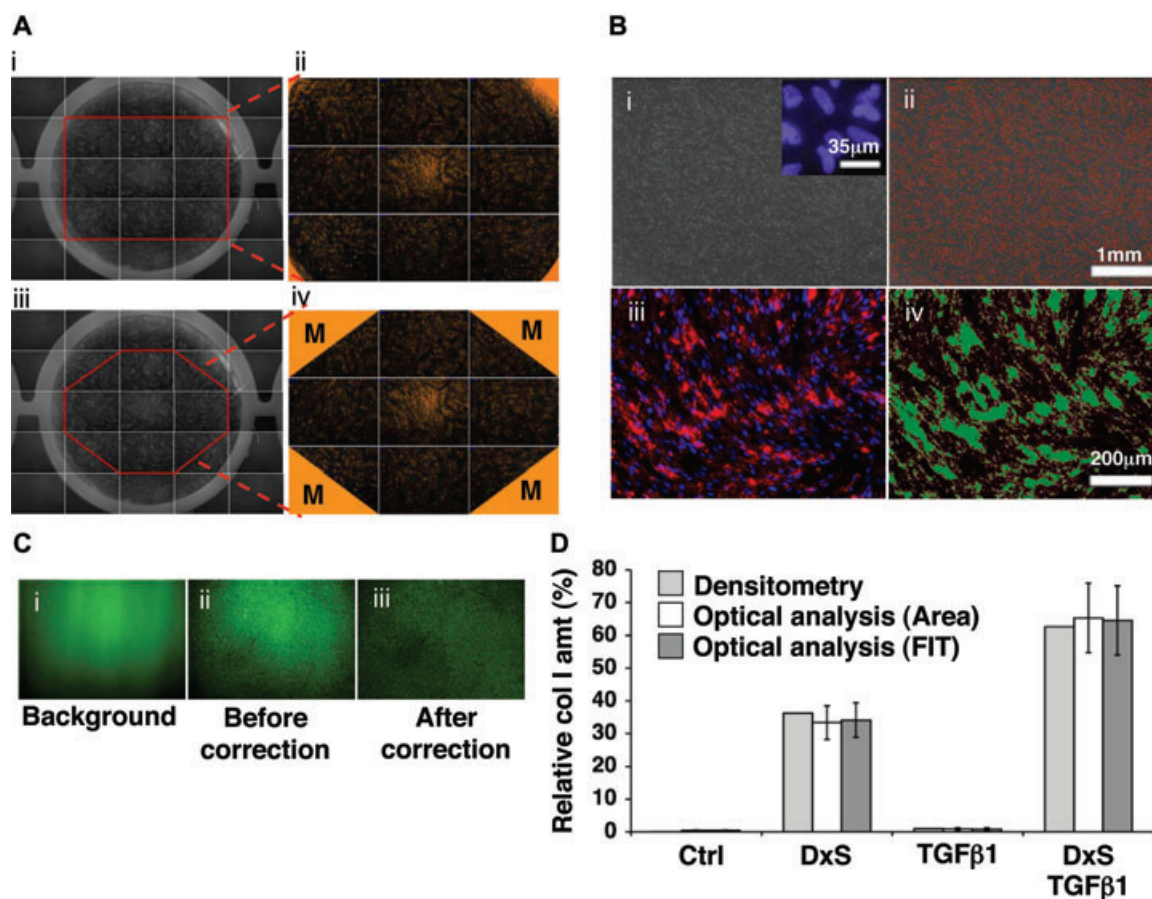 A
i
ii
iii
iv
M
M
M
M
B
i
35μm
ii
1mm
iii
iv
200μm
C
i
ii
iii
Background
Before
correction
After
correction
D
Relative col I amt (%)
80
70
60
50
40
30
20
10
0
Densitometry
Optical analysis (Area)
Optical analysis (FIT)
Ctrl
DxS
TGFβ1
DxS
TGFβ1